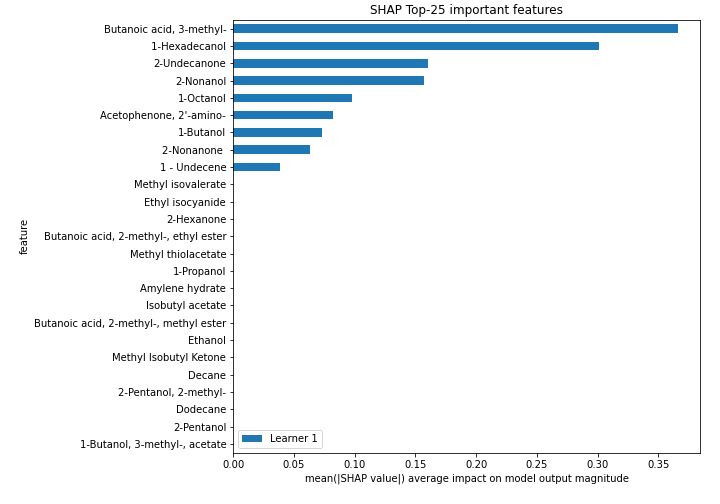 SHAP Top-25 important features
Butanoic acid, 3-methyl-
1-Hexadecanol
2-Undecanone
2-Nonanol
1-Octanol
Acetophenone, 2'-amino-
1-Butanol
2-Nonanone
1 - Undecene
Methyl isovalerate
Ethyl isocyanide
2-Hexanone
Butanoic acid, 2-methyl-, ethyl ester
Methyl thiolacetate
1-Propanol
Amylene hydrate
Isobutyl acetate
Butanoic acid, 2-methyl-, methyl ester
Ethanol
Methyl Isobutyl Ketone
Decane
2-Pentanol, 2-methyl-
Dodecane
2-Pentanol
1-Butanol, 3-methyl-, acetate
feature
Learner 1
0.00 0.05 0.10 0.15 0.20 0.25 0.30 0.35
mean(|SHAP value|) average impact on model output magnitude